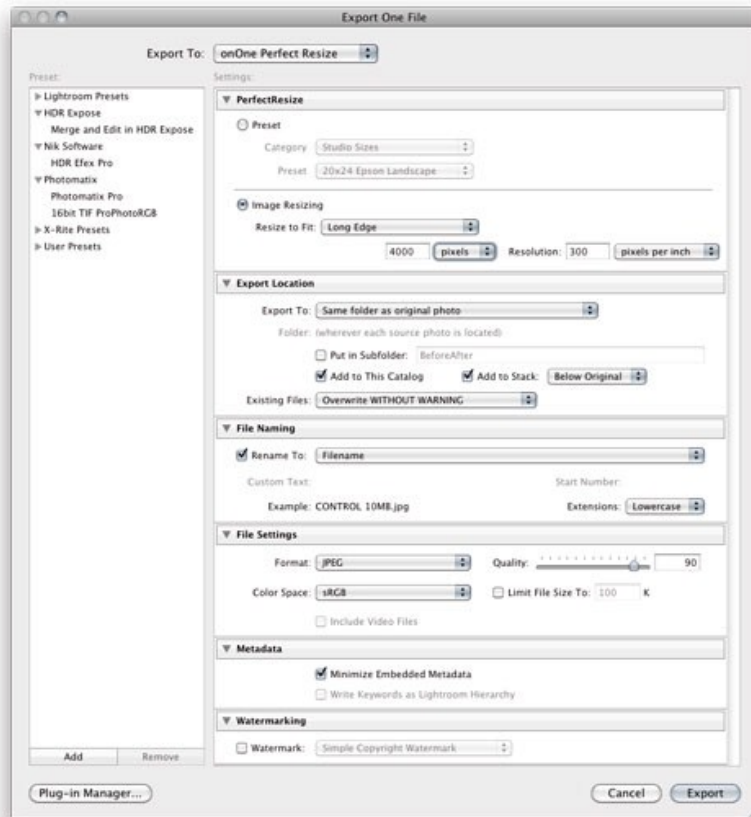 Export One File
Export To: onOne Perfect Resize
Preset: Settings:
Lightroom Presets
HDR Expose
Merge and Edit in HDR Expose
Nik Software
HDR Efex Pro
Photomatix
Photomatix Pro
16bit TIF ProPhotoRGB
X-Rite Presets
User Presets
Add Remove
PerfectResize
Preset
Category Studio Sizes
Preset 20x24 Epson Landscape
Image Resizing
Resize to Fit: Long Edge
4000 pixels Resolution: 300 pixels per inch
Export Location
Export To: Same folder as original photo
Folder: (wherever each source photo is located)
Put in Subfolder: BeforeAfter
Add to This Catalog Add to Stack: Below Original
Existing Files: Overwrite WITHOUT WARNING
File Naming
Rename To: Filename
Custom Text: Start Number:
Example: CONTROL 10MB.jpg Extensions: Lowercase
File Settings
Format: JPEG Quality: 90
Color Space: sRGB Limit File Size To: 100 K
Include Video Files
Metadata
Minimize Embedded Metadata
Write Keywords as Lightroom Hierarchy
Watermarking
Watermark: Simple Copyright Watermark
Plug-in Manager... Cancel Export